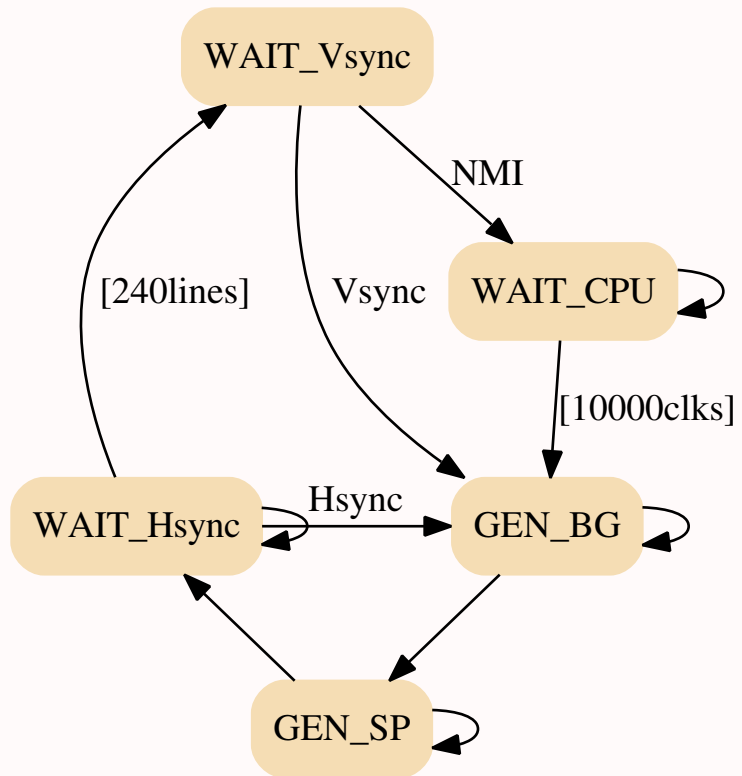 WAIT_Vsync
NMI
WAIT_CPU
[240lines]
Vsync
[10000clks]
WAIT_Hsync
Hsync
GEN_BG
GEN_SP